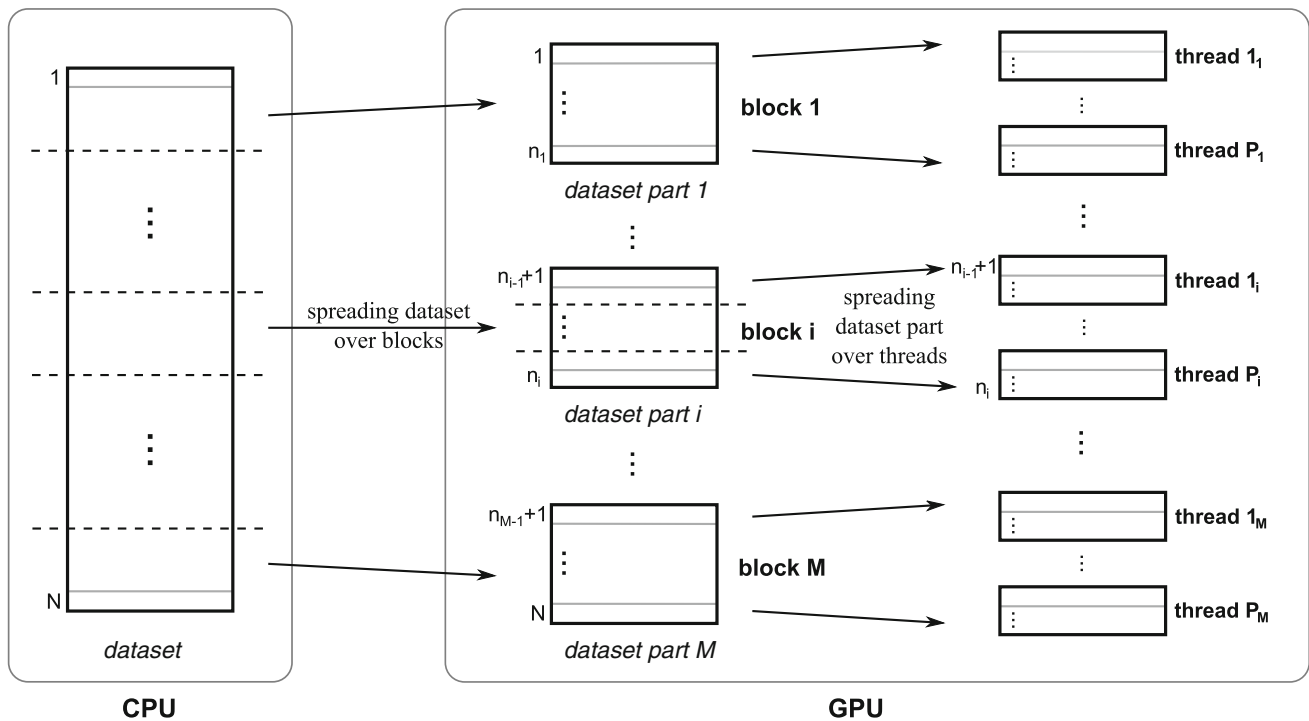 1
N
dataset
CPU
spreading dataset
over blocks
1
n1
block 1
dataset part 1
ni-1+1
ni
block i
dataset part i
nM-1+1
N
block M
dataset part M
spreading
dataset part
over threads
thread 11
thread P1
ni-1+1
thread 1i
ni
thread Pi
thread 1M
thread PM
GPU